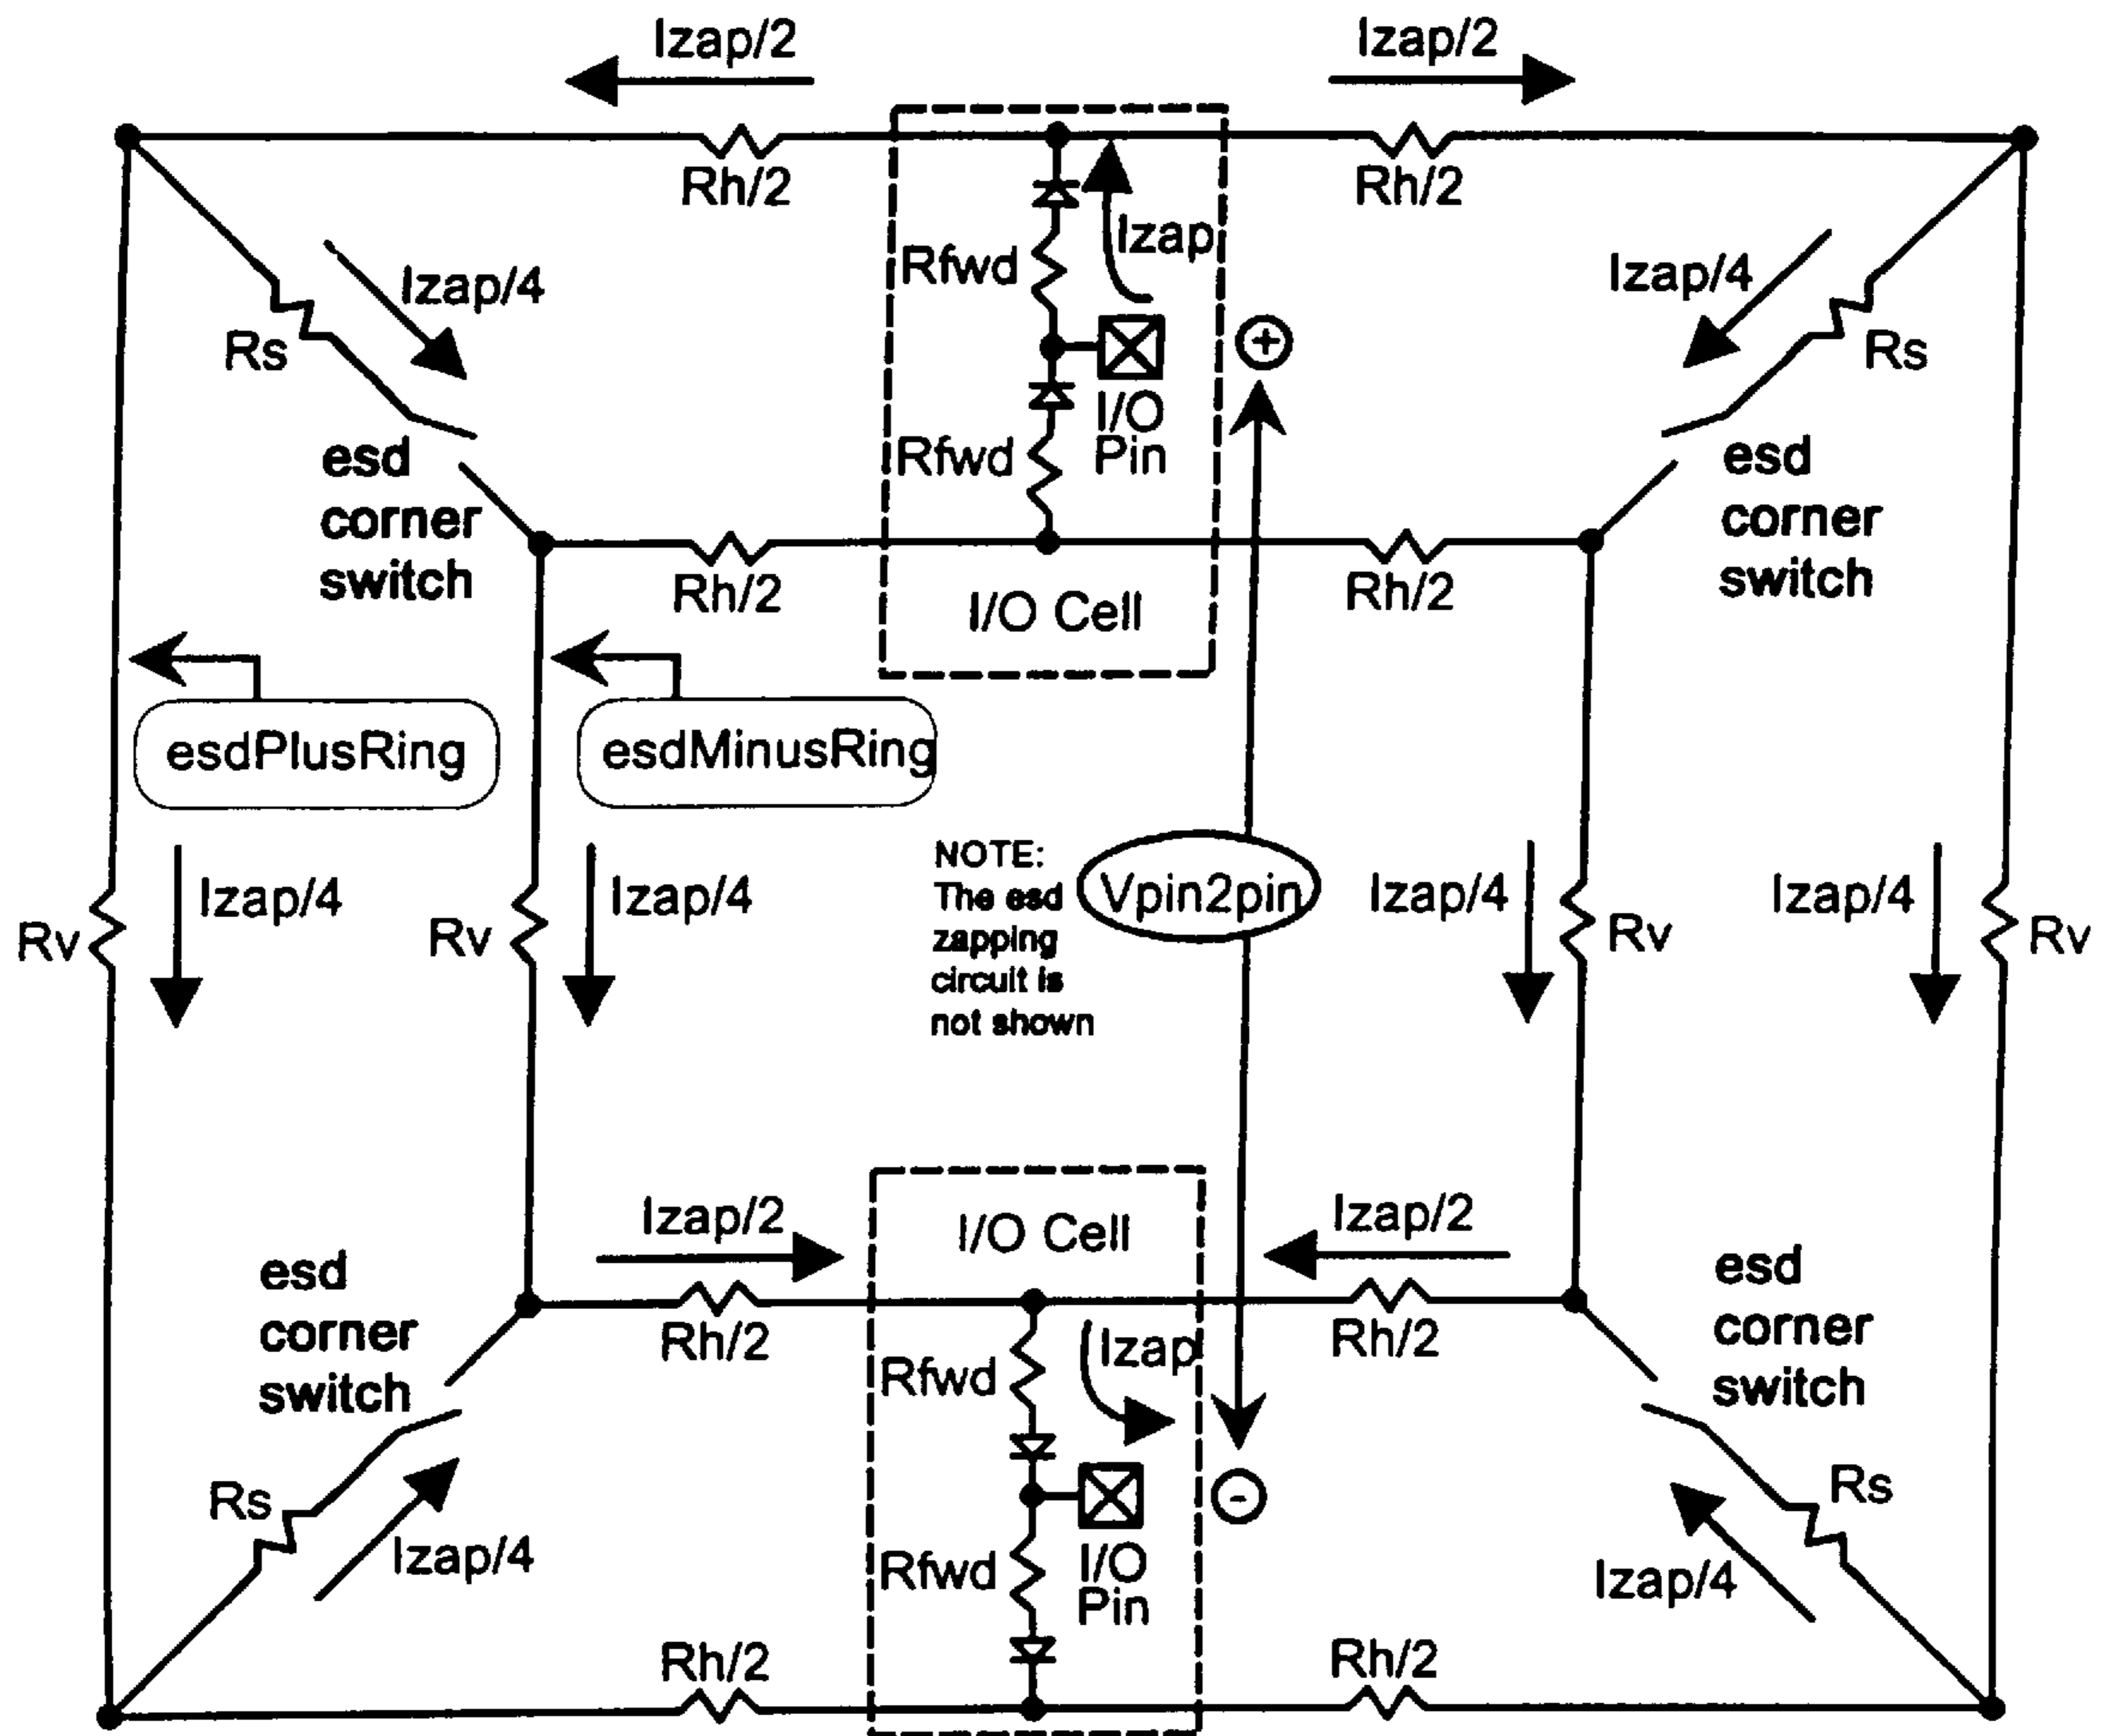 Izap/2
Izap/2
Rh/2
Rh/2
Izap
Rfwd
Izap/4
Izap/4
Rs
Rs
+
I/O
Pin
Rfwd
esd
corner
switch
esd
corner
switch
Rh/2
Rh/2
I/O Cell
esdPlusRing
esdMinusRing
NOTE:
The esd
zapping
circuit is
not shown
Vpin2pin
Izap/4
Izap/4
Izap/4
Izap/4
Rv
Rv
Rv
Rv
Izap/2
Izap/2
I/O Cell
esd
corner
switch
esd
corner
switch
Rh/2
Rh/2
Izap
Rfwd
-
Rs
Rs
Izap/4
Izap/4
Rfwd
I/O
Pin
Rh/2
Rh/2